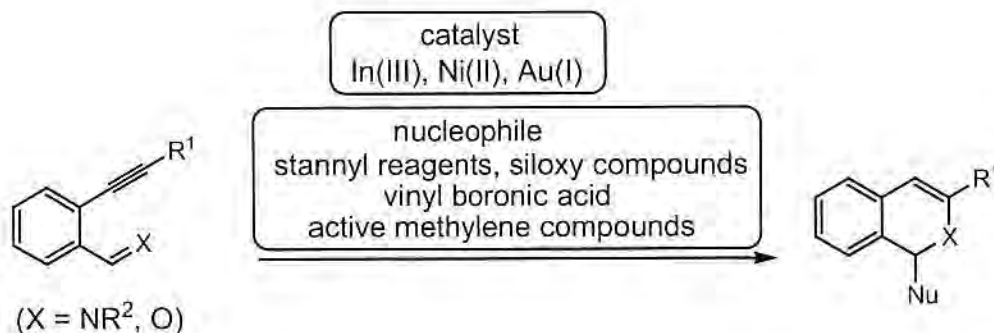 catalyst
In(III), Ni(II), Au(I)
nucleophile
stannyl reagents, siloxy compounds
vinyl boronic acid
active methylene compounds
R¹
X
(X = NR², O)
R¹
X
Nu